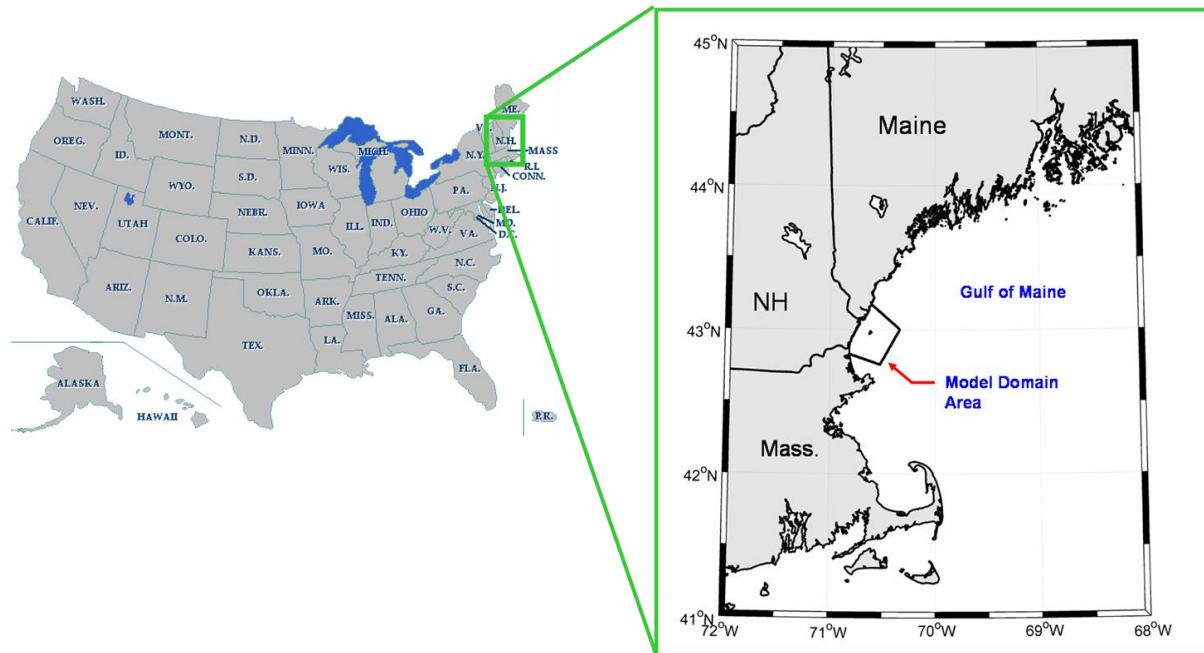 WASH.
ME.
MONT.
N.D.
MINN.
OREG.
ID.
V
N.H.
MASS
MICH.
WIS.
N.Y.
R.I.
CONN.
S.D.
WYO.
N.J.
PA.
IOWA
NEBR.
NEV.
UTAH
ILL.
IND.
OHIO
DEL.
MD.
D.C.
W.V.
VA.
CALIF.
COLO.
KANS.
MO.
KY.
N.C.
TENN.
S.C.
ARIZ.
N.M.
OKLA.
ARK.
MISS.
ALA.
GA.
TEX.
LA.
FLA.
ALASKA
HAWAII
P.R.
45°N
Maine
44°N
NH
Gulf of Maine
43°N
Model Domain
Area
Mass.
42°N
41°N
72°W
71°W
70°W
69°W
68°W